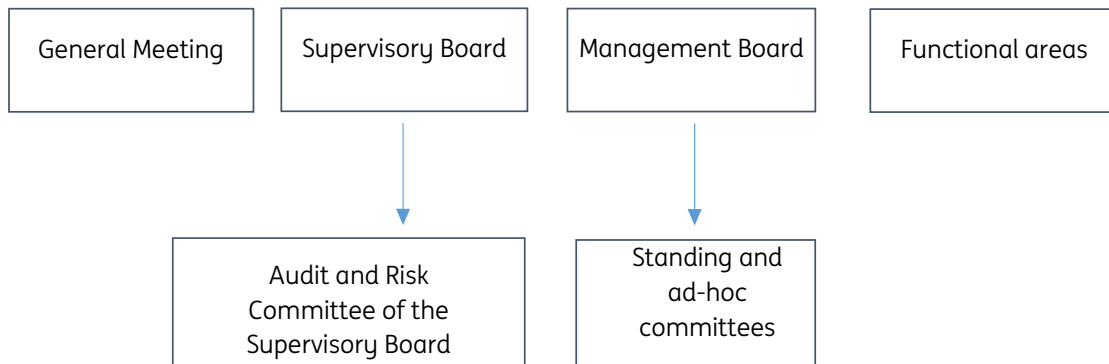 General Meeting
Supervisory Board
Management Board
Functional areas
Audit and Risk
Committee of the
Supervisory Board
Standing and
ad-hoc
committees